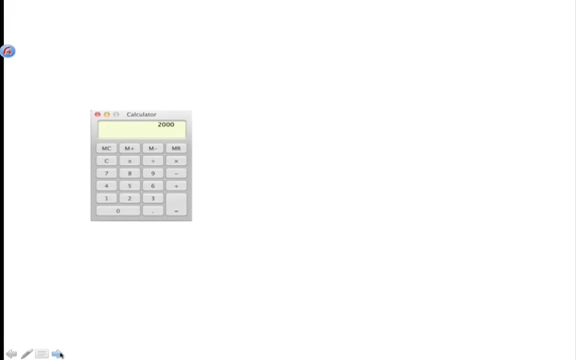 Calculator
2000
MC M+ M- MR
C ± ÷ ×
7 8 9 −
4 5 6 +
1 2 3
0 . =